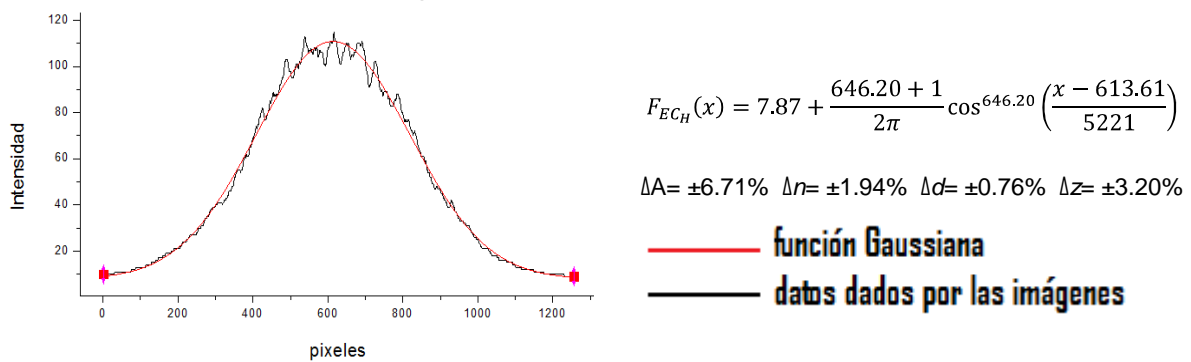 120
100
80
60
40
20
0
200
400
600
800
1000
1200
Intensidad
pixeles
F_{EC_H}(x) = 7.87 + \frac{646.20 + 1}{2π} cos^{646.20} (\frac{x − 613.61}{5221})
ΔA= ±6.71% Δn= ±1.94% Δd= ±0.76% Δz= ±3.20%
función Gaussiana
datos dados por las imágenes